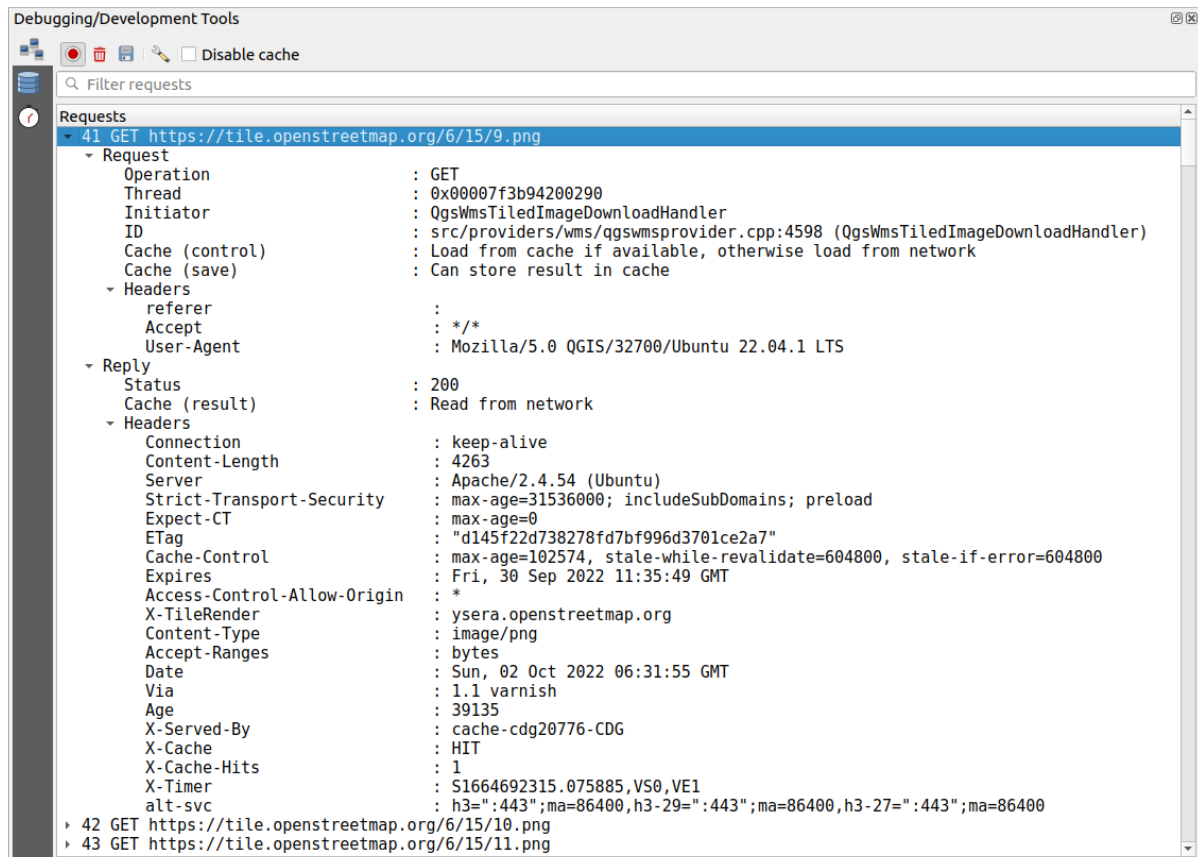 Debugging/Development Tools
Disable cache
Filter requests
Requests
41 GET https://tile.openstreetmap.org/6/15/9.png
Request
Operation : GET
Thread : 0x00007f3b94200290
Initiator : QgsWmsTiledImageDownloadHandler
ID : src/providers/wms/qgswmsprovider.cpp:4598 (QgsWmsTiledImageDownloadHandler)
Cache (control) : Load from cache if available, otherwise load from network
Cache (save) : Can store result in cache
Headers
referer :
Accept : */*
User-Agent : Mozilla/5.0 QGIS/32700/Ubuntu 22.04.1 LTS
Reply
Status : 200
Cache (result) : Read from network
Headers
Connection : keep-alive
Content-Length : 4263
Server : Apache/2.4.54 (Ubuntu)
Strict-Transport-Security : max-age=31536000; includeSubDomains; preload
Expect-CT : max-age=0
ETag : "d145f22d738278fd7bf996d3701ce2a7"
Cache-Control : max-age=102574, stale-while-revalidate=604800, stale-if-error=604800
Expires : Fri, 30 Sep 2022 11:35:49 GMT
Access-Control-Allow-Origin : *
X-TileRender : ysera.openstreetmap.org
Content-Type : image/png
Accept-Ranges : bytes
Date : Sun, 02 Oct 2022 06:31:55 GMT
Via : 1.1 varnish
Age : 39135
X-Served-By : cache-cdg20776-CDG
X-Cache : HIT
X-Cache-Hits : 1
X-Timer : S1664692315.075885,VS0,VE1
alt-svc : h3=":443";ma=86400,h3-29=":443";ma=86400,h3-27=":443";ma=86400
42 GET https://tile.openstreetmap.org/6/15/10.png
43 GET https://tile.openstreetmap.org/6/15/11.png